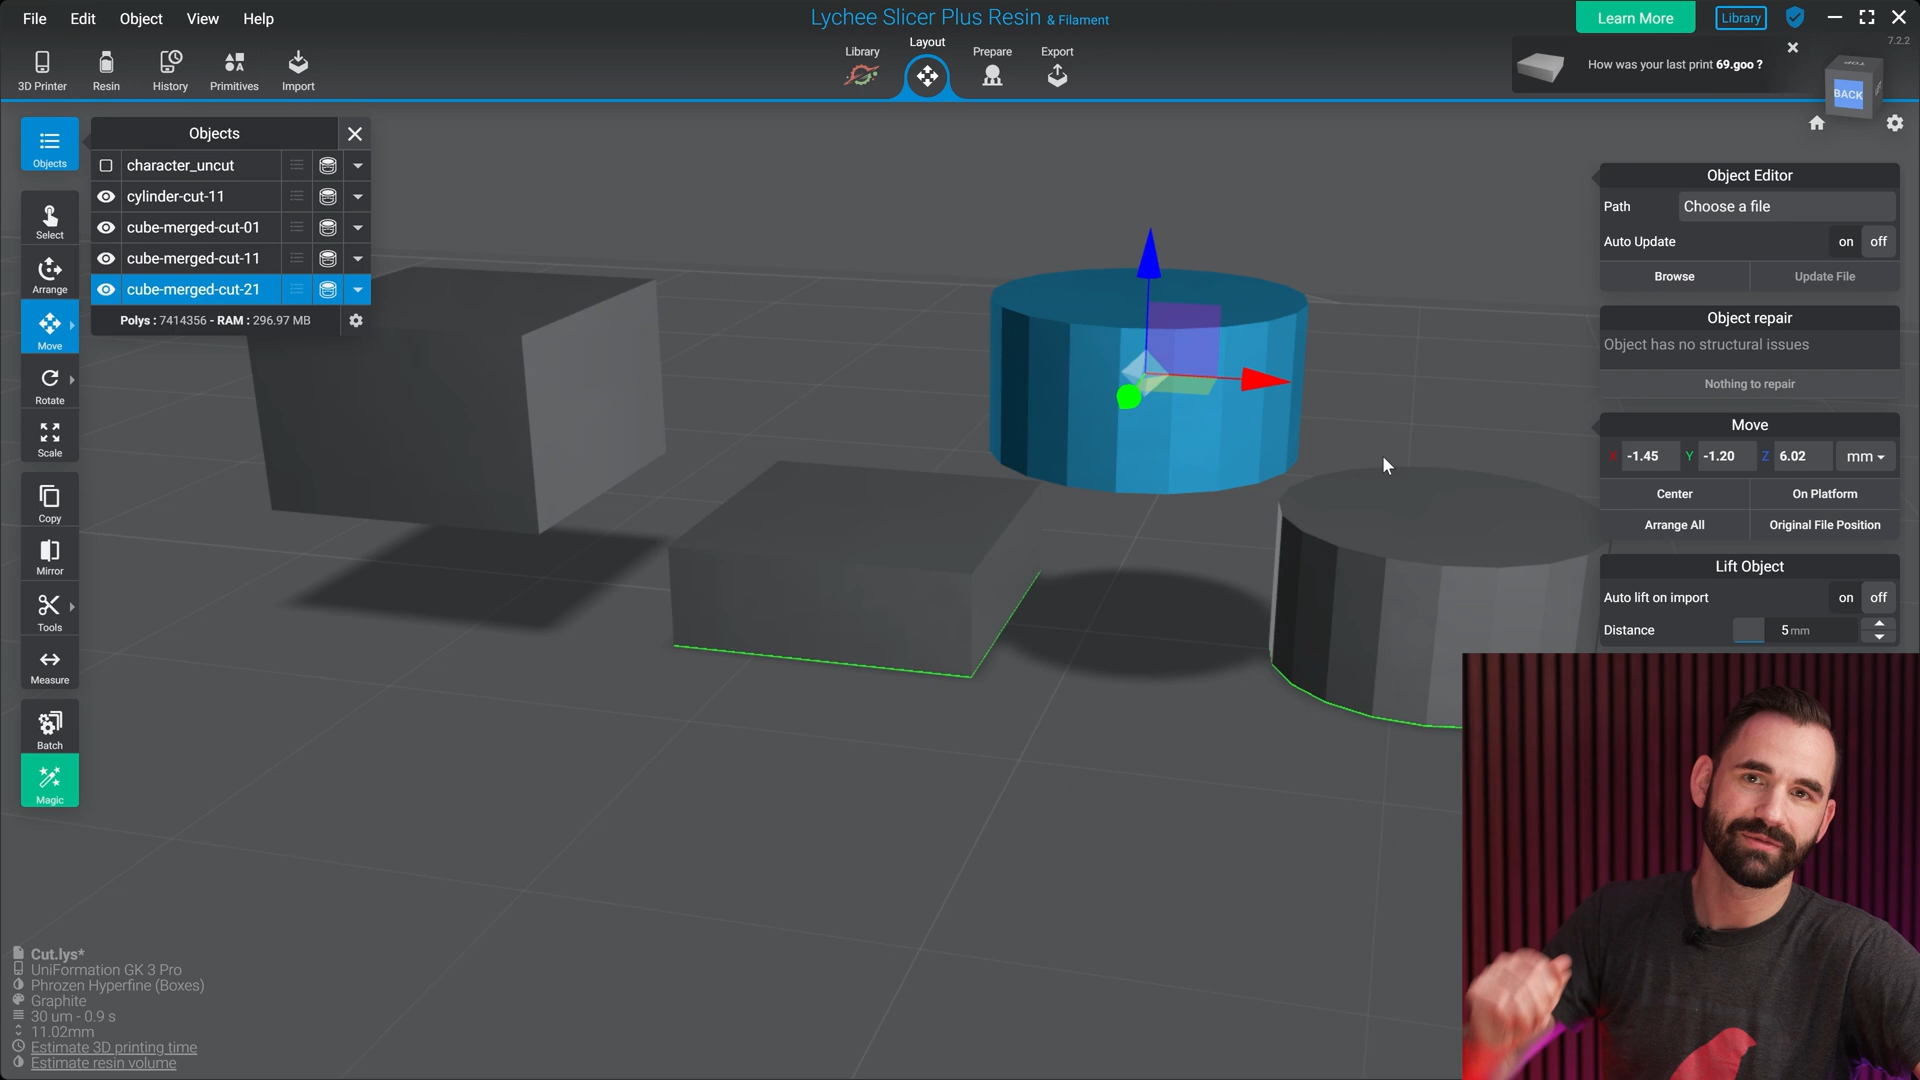 File Edit Object View Help
Lychee Slicer Plus Resin & Filament
Learn More
Library
7.2.2
3D Printer
Resin
History
Primitives
Import
Library
Layout
Prepare
Export
How was your last print 69.goo ?
TOP
BACK
Objects
Objects
character_uncut
cylinder-cut-11
cube-merged-cut-01
cube-merged-cut-11
cube-merged-cut-21
Polys : 7414356 - RAM : 296.97 MB
Select
Arrange
Move
Rotate
Scale
Copy
Mirror
Tools
Measure
Batch
Magic
Object Editor
Path Choose a file
Auto Update on off
Browse Update File
Object repair
Object has no structural issues
Nothing to repair
Move
X -1.45 Y -1.20 Z 6.02 mm
Center On Platform
Arrange All Original File Position
Lift Object
Auto lift on import on off
Distance 5mm
Cut.lys*
UniFormation GK 3 Pro
Phrozen Hyperfine (Boxes)
Graphite
30 um - 0.9 s
11.02mm
Estimate 3D printing time
Estimate resin volume